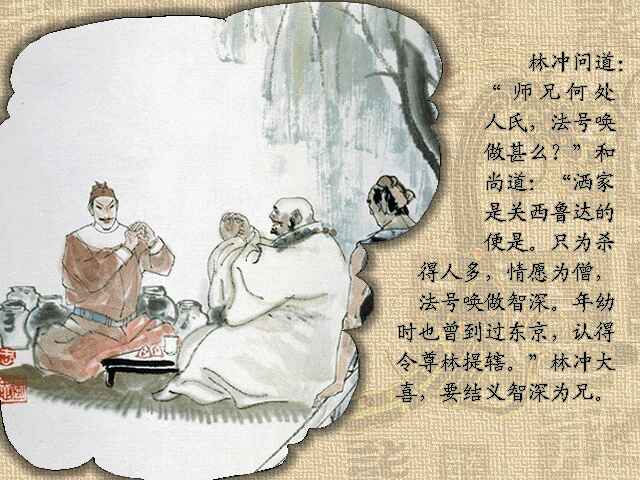 林冲问道：
“师兄何处
人氏，法号唤
做甚么？”和
尚道：“洒家
是关西鲁达的
便是。只为杀
得人多，情愿为僧，
法号唤做智深。年幼
时也曾到过东京，认得
令尊林提辖。”林冲大
喜，要结义智深为兄。